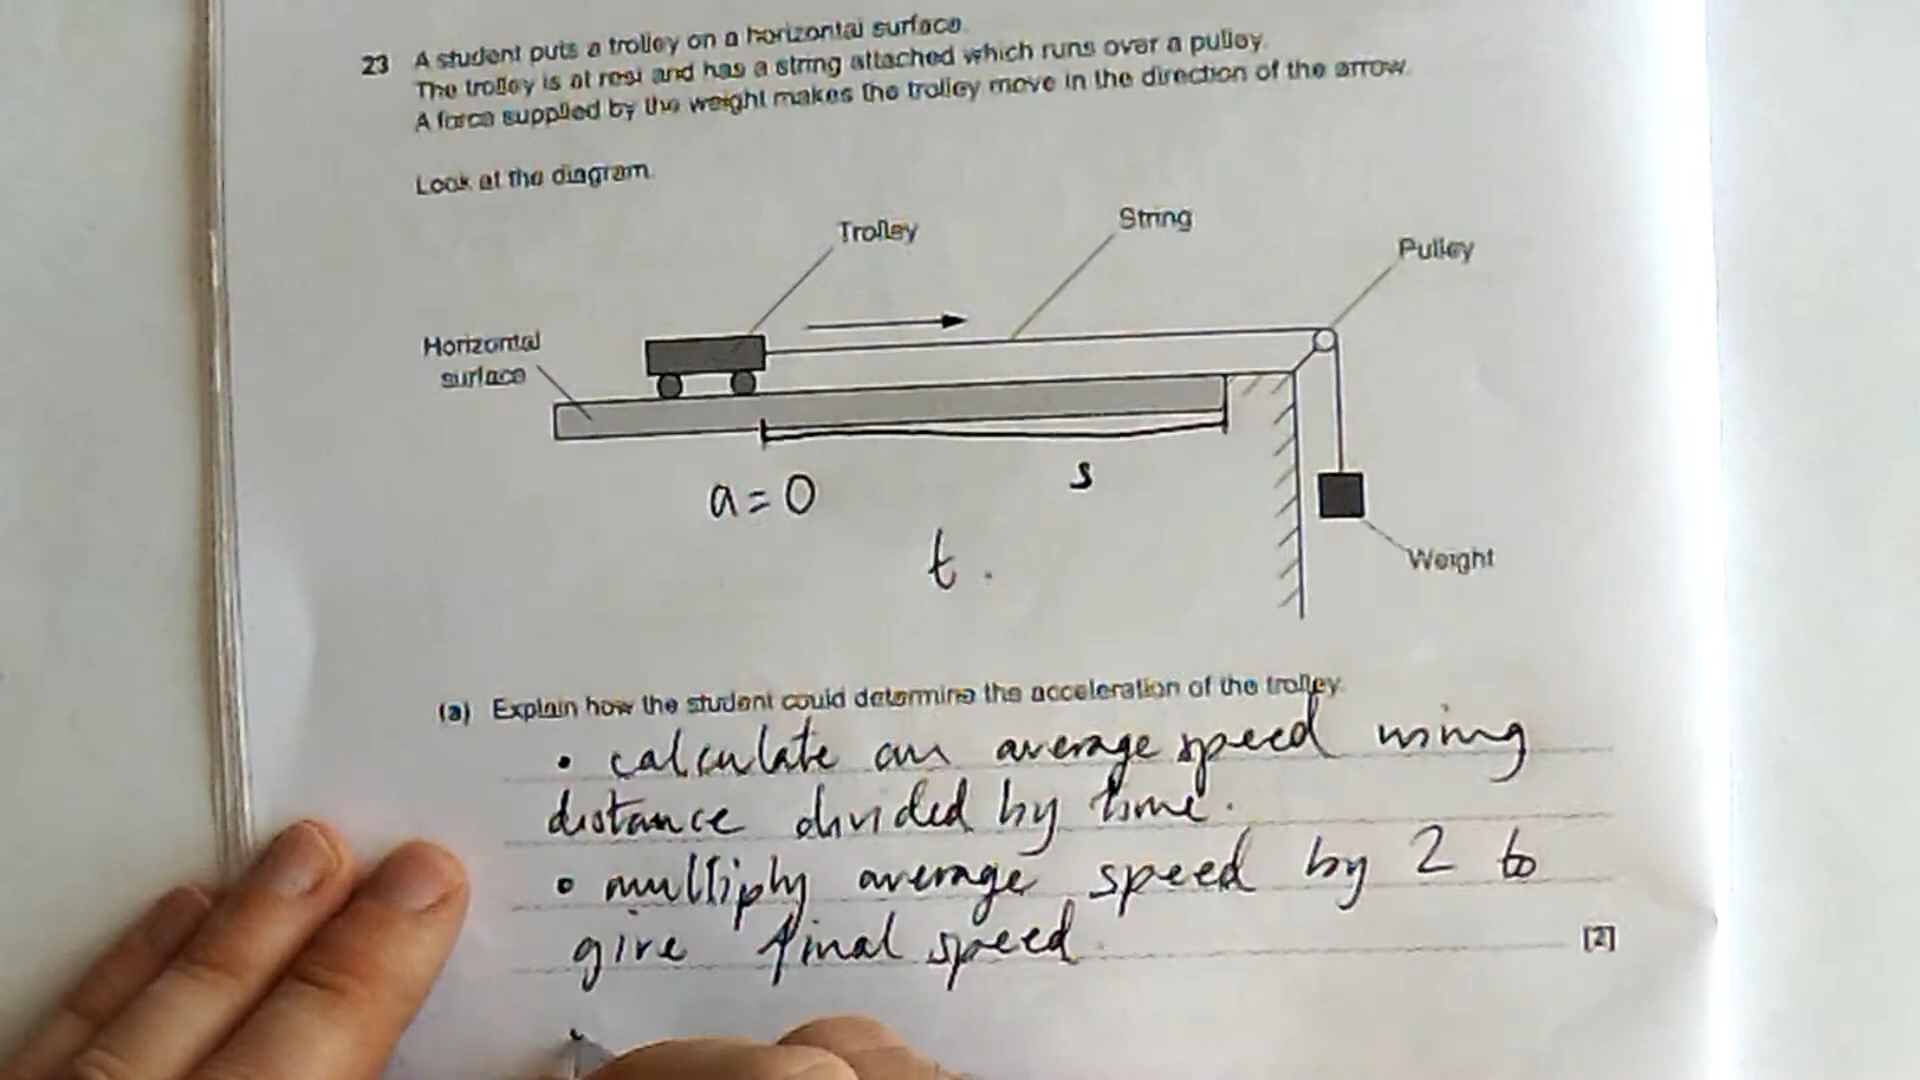 23 A student puts a trolley on a horizontal surface.
The trolley is at rest and has a string attached which runs over a pulley.
A force supplied by the weight makes the trolley move in the direction of the arrow.
Look at the diagram.
Trolley
String
Pulley
Horizontal
surface
s
a = 0
t.
Weight
(a) Explain how the student could determine the acceleration of the trolley.
• calculate an average speed using
distance divided by time.
• multiply average speed by 2 to
give final speed.
[2]